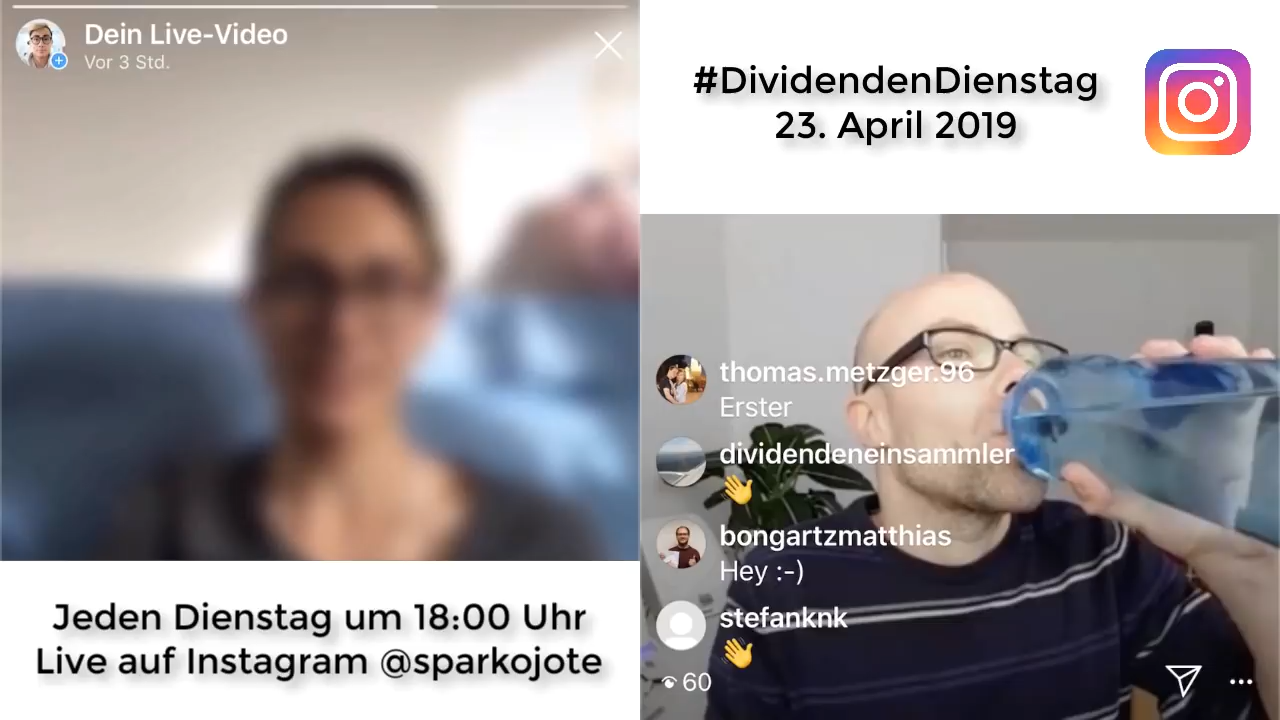 Dein Live-Video
Vor 3 Std.
Jeden Dienstag um 18:00 Uhr
Live auf Instagram @sparkojote
#DividendenDienstag
23. April 2019
thomas.metzger.96
Erster
dividendeneinsammler
👋
bongartzmatthias
Hey :-)
stefanknk
👋
60